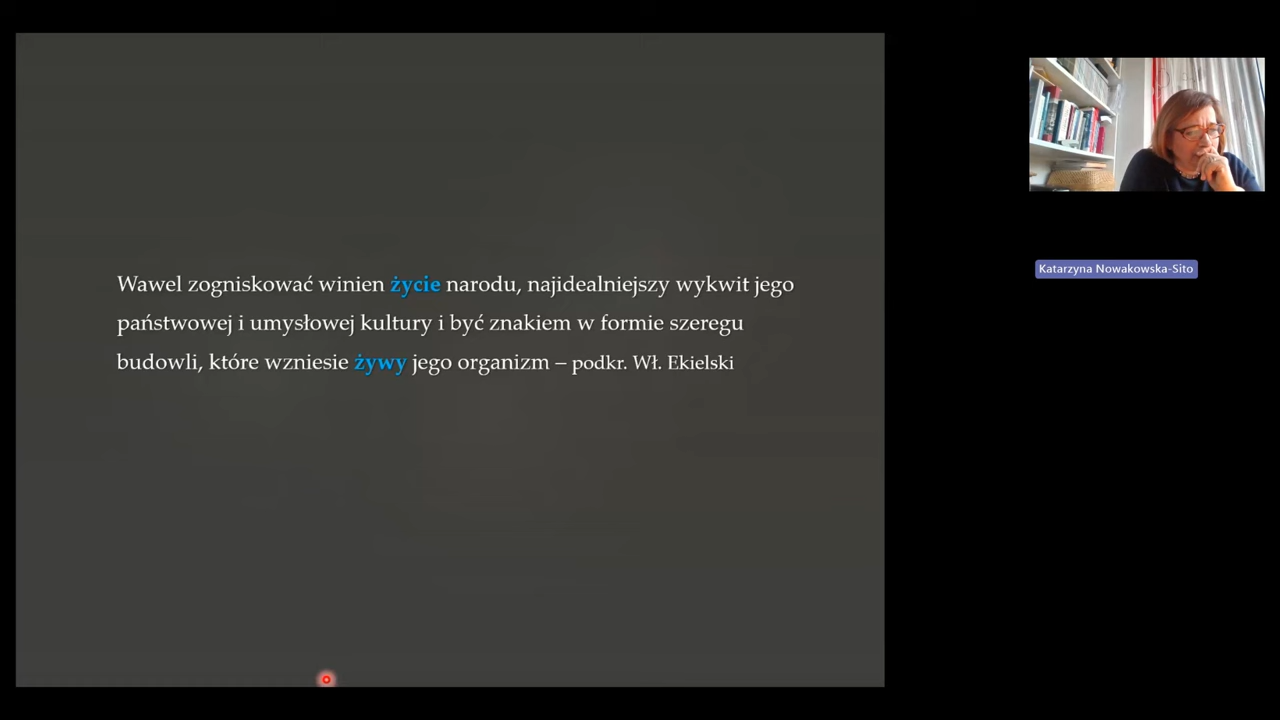 Wawel zogniskować winien życie narodu, najidealniejszy wykwit jego
państwowej i umysłowej kultury i być znakiem w formie szeregu
budowli, które wzniesie żywy jego organizm – podkr. Wł. Ekielski
Katarzyna Nowakowska-Sito